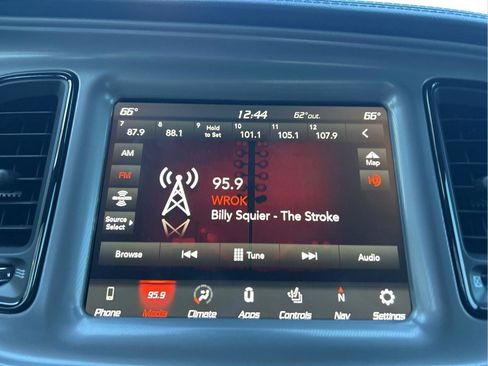 66° 12:44 62° out. 66°
7 8 9 Hold to Set 10 11 12
87.9 88.1 101.1 105.1 107.9
AM
Map
FM
95.9
HD
WROK
Billy Squier - The Stroke
Source
Select
Browse Tune Audio
95.9 N
Phone Media Climate Apps Controls Nav Settings